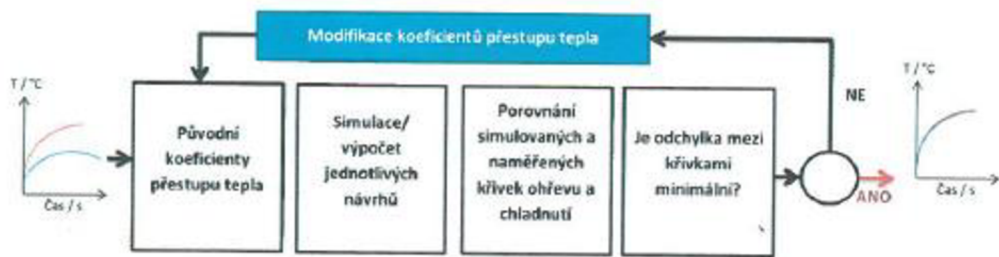 Modifikace koeficientů přestupu tepla
T / °C
Čas / s
Původní
koeficienty
přestupu tepla
Simulace/
výpočet
jednotlivých
návrhů
Porovnání
simulovaných a
naměřených
křivek ohřevu a
chladnutí
Je odchylka mezi
křivkami
minimální?
NE
ANO
T / °C
Čas / s